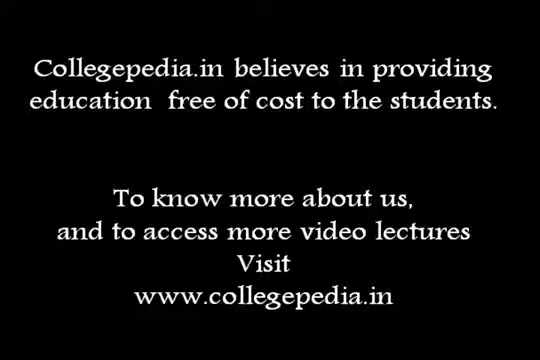 Collegepedia.in believes in providing
education free of cost to the students.
To know more about us,
and to access more video lectures
Visit
www.collegepedia.in